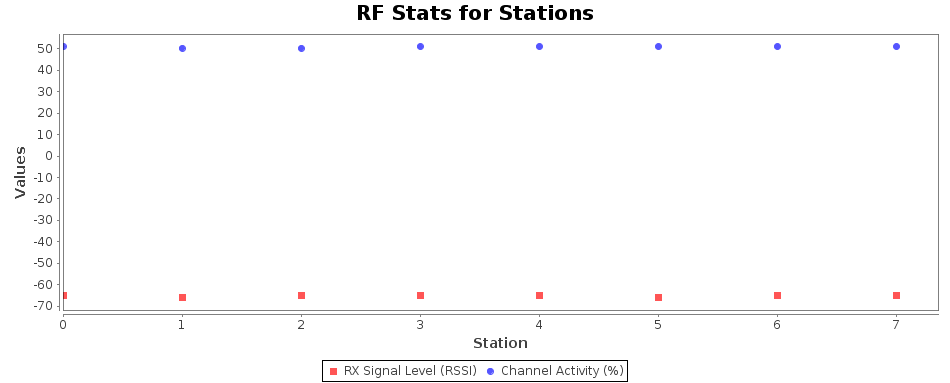 RF Stats for Stations
Values
50
40
30
20
10
0
-10
-20
-30
-40
-50
-60
-70
0 1 2 3 4 5 6 7
Station
RX Signal Level (RSSI) Channel Activity (%)